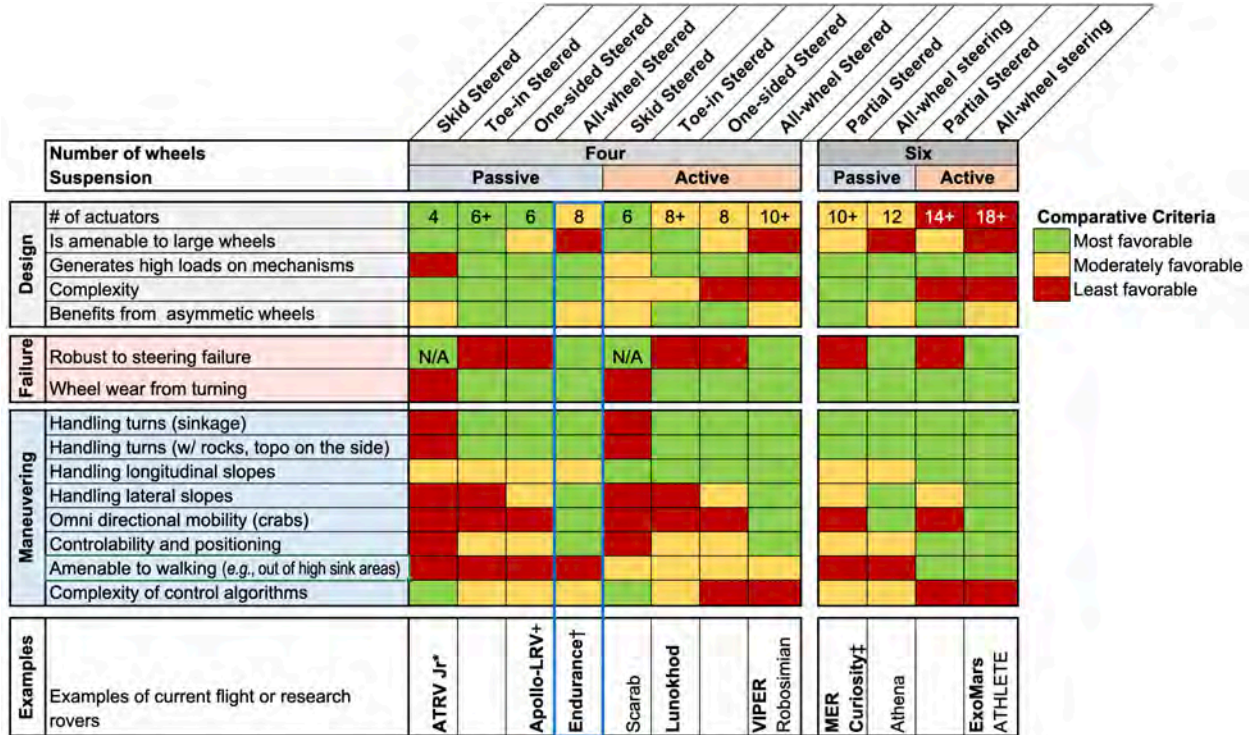 Skid Steered
Toe-in Steered
One-sided Steered
All-wheel Steered
Skid Steered
Toe-in Steered
One-sided Steered
All-wheel Steered
Partial Steered
All-wheel steering
Partial Steered
All-wheel steering
Number of wheels Four Six
Suspension Passive Active Passive Active
Design
# of actuators 4 6+ 6 8 6 8+ 8 10+ 10+ 12 14+ 18+
Is amenable to large wheels
Generates high loads on mechanisms
Complexity
Benefits from asymmetic wheels
Comparative Criteria
Most favorable
Moderately favorable
Least favorable
Failure
Robust to steering failure N/A N/A
Wheel wear from turning
Maneuvering
Handling turns (sinkage)
Handling turns (w/ rocks, topo on the side)
Handling longitudinal slopes
Handling lateral slopes
Omni directional mobility (crabs)
Controlability and positioning
Amenable to walking (e.g., out of high sink areas)
Complexity of control algorithms
Examples
Examples of current flight or research
rovers
ATRV Jr*
Apollo-LRV+
Endurance†
Scarab
Lunokhod
VIPER
Robosimian
MER
Curiosity‡
Athena
ExoMars
ATHLETE